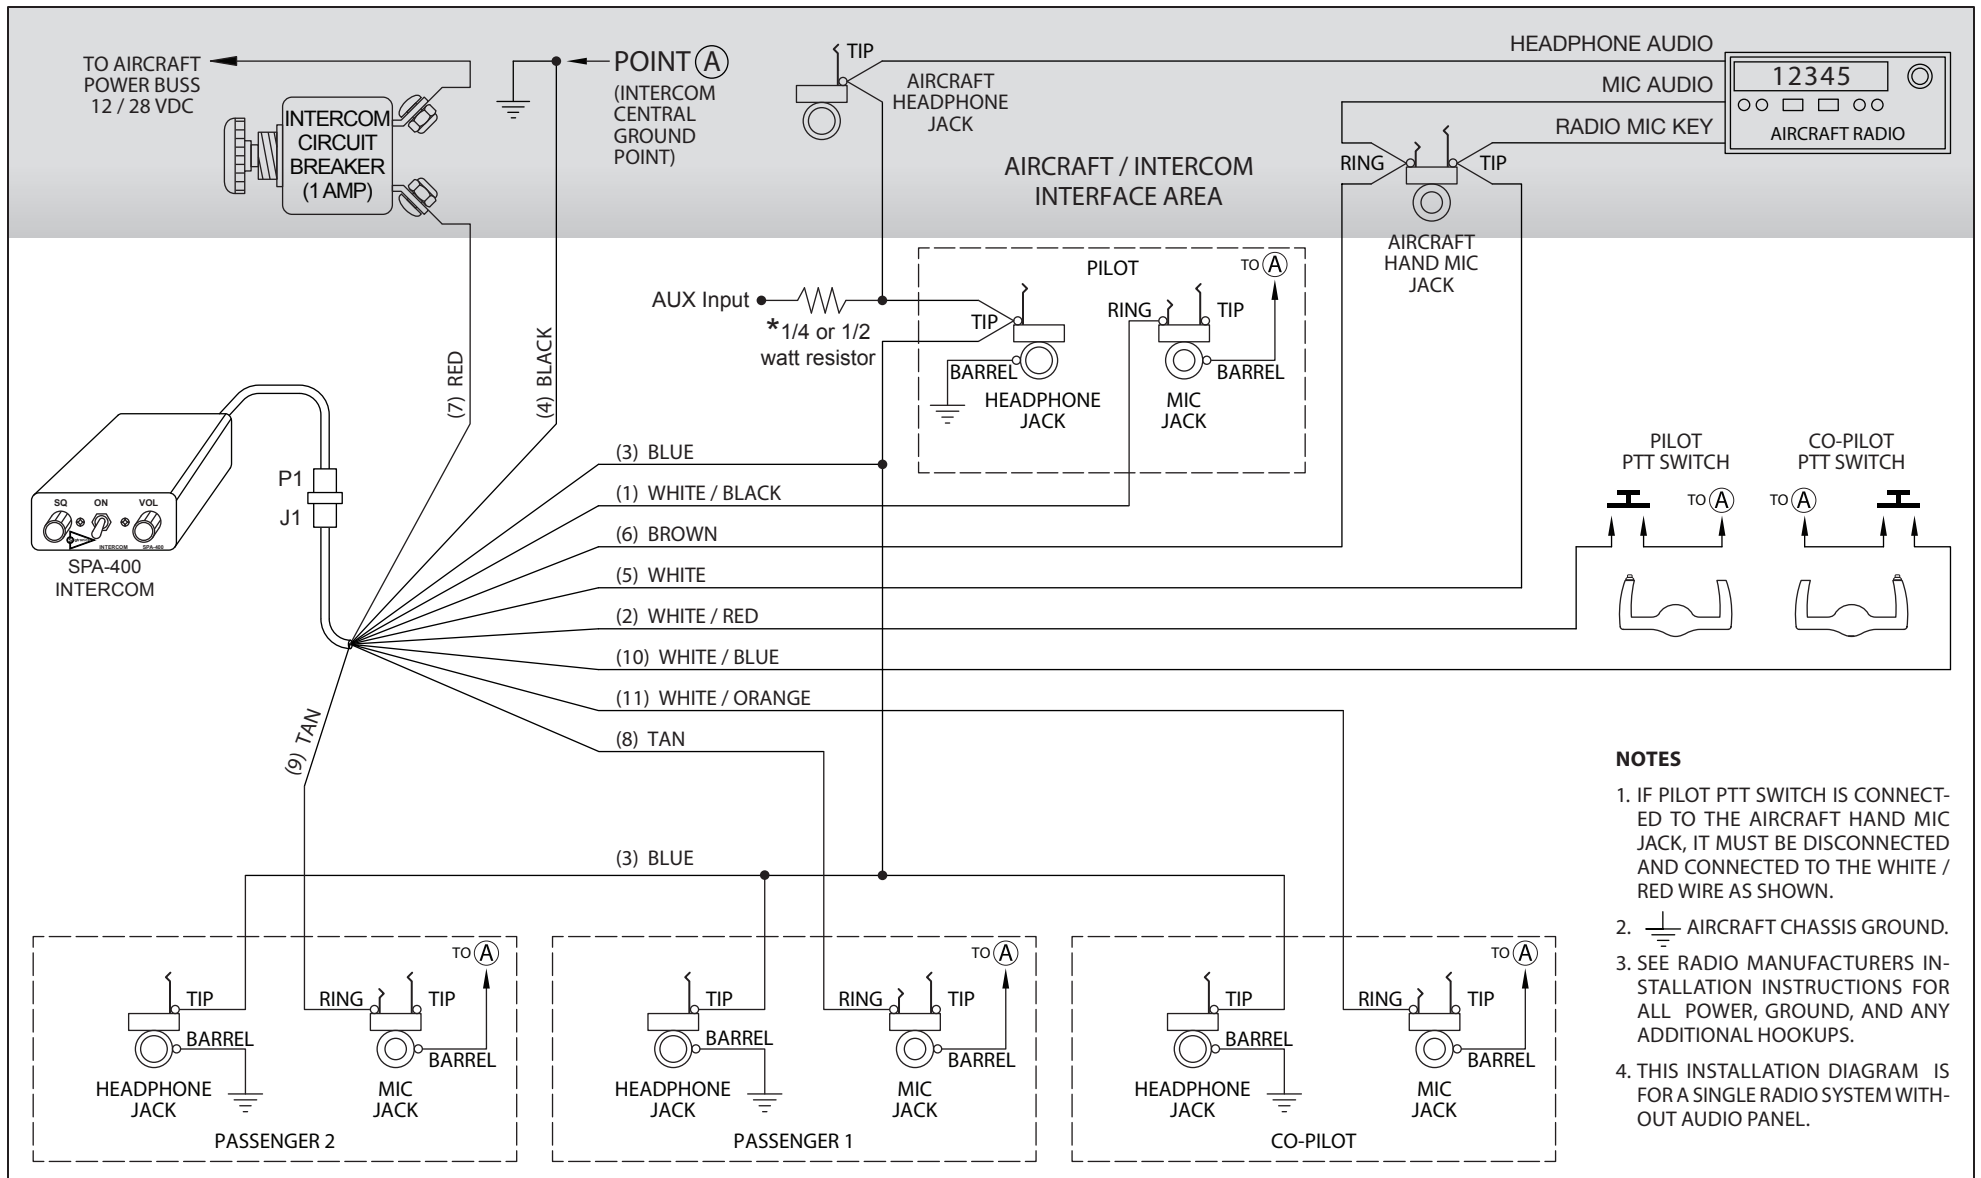 TO AIRCRAFT
POWER BUSS
12 / 28 VDC
INTERCOM
CIRCUIT
BREAKER
(1 AMP)
POINT A
(INTERCOM
CENTRAL
GROUND
POINT)
TIP
AIRCRAFT
HEADPHONE
JACK
AIRCRAFT / INTERCOM
INTERFACE AREA
HEADPHONE AUDIO
MIC AUDIO
RADIO MIC KEY
12345
AIRCRAFT RADIO
RING
TIP
AIRCRAFT
HAND MIC
JACK
AUX Input
*1/4 or 1/2
watt resistor
PILOT
TO A
TIP
BARREL
HEADPHONE
JACK
RING
TIP
BARREL
MIC
JACK
(7) RED
(4) BLACK
P1
J1
SQ
ON
VOL
INTERCOM
SPA-400
SPA-400
INTERCOM
(3) BLUE
(1) WHITE / BLACK
(6) BROWN
(5) WHITE
(2) WHITE / RED
(10) WHITE / BLUE
(11) WHITE / ORANGE
(8) TAN
(9) TAN
(3) BLUE
PILOT
PTT SWITCH
TO A
CO-PILOT
PTT SWITCH
TO A
TIP
BARREL
HEADPHONE
JACK
RING
TIP
TO A
BARREL
MIC
JACK
PASSENGER 2
TIP
BARREL
HEADPHONE
JACK
RING
TIP
TO A
BARREL
MIC
JACK
PASSENGER 1
TIP
BARREL
HEADPHONE
JACK
RING
TIP
TO A
BARREL
MIC
JACK
CO-PILOT
NOTES
1. IF PILOT PTT SWITCH IS CONNECT-
ED TO THE AIRCRAFT HAND MIC
JACK, IT MUST BE DISCONNECTED
AND CONNECTED TO THE WHITE /
RED WIRE AS SHOWN.
2. AIRCRAFT CHASSIS GROUND.
3. SEE RADIO MANUFACTURERS IN-
STALLATION INSTRUCTIONS FOR
ALL POWER, GROUND, AND ANY
ADDITIONAL HOOKUPS.
4. THIS INSTALLATION DIAGRAM IS
FOR A SINGLE RADIO SYSTEM WITH-
OUT AUDIO PANEL.